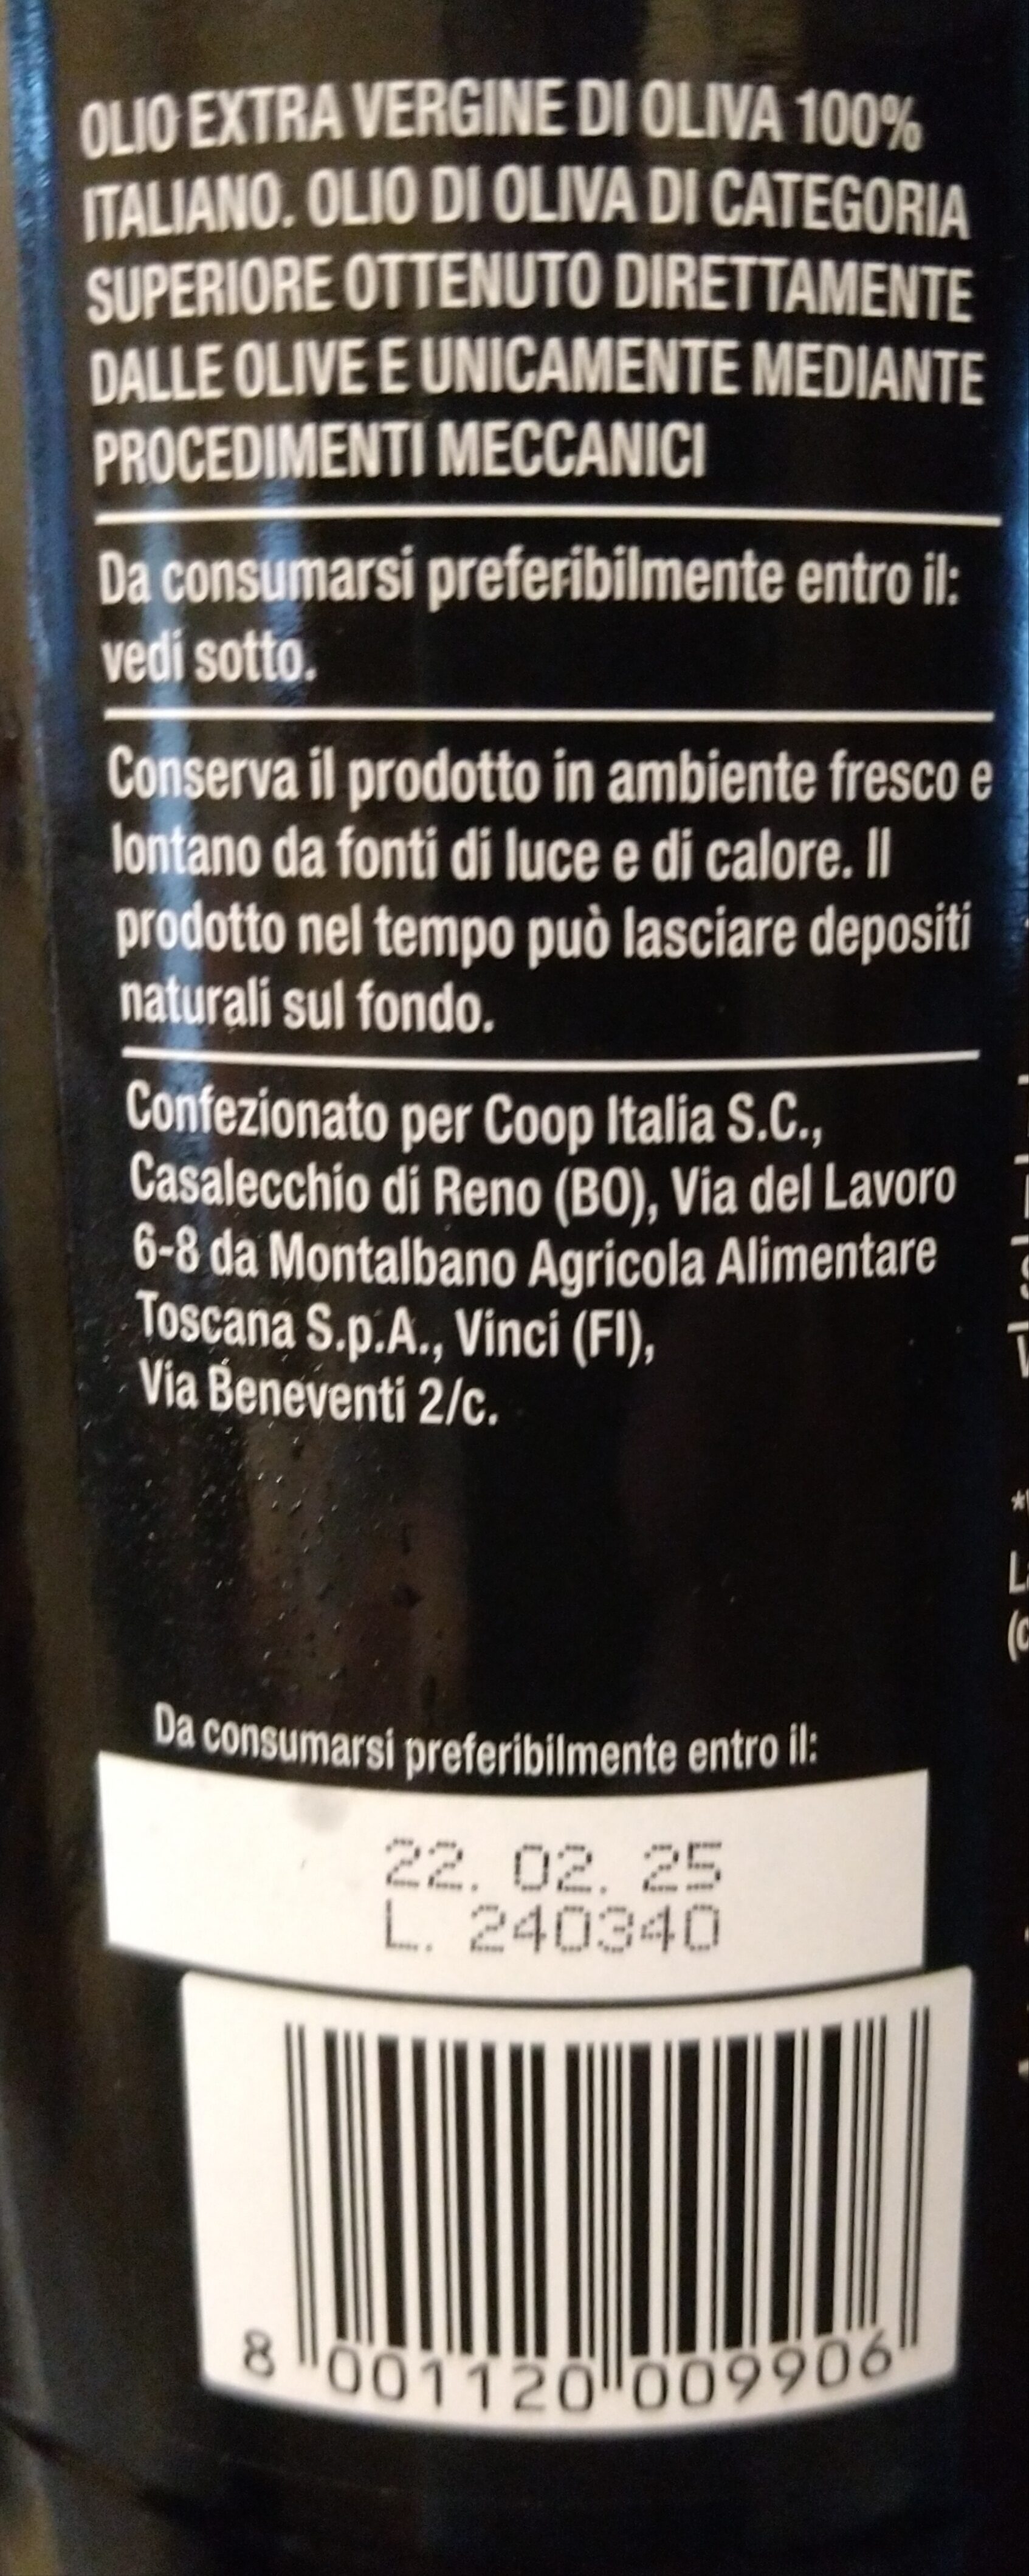 OLIO EXTRA VERGINE DI OLIVA 100%
ITALIANO. OLIO DI OLIVA DI CATEGORIA
SUPERIORE OTTENUTO DIRETTAMENTE
DALLE OLIVE E UNICAMENTE MEDIANTE
PROCEDIMENTI MECCANICI
Da consumarsi preferibilmente entro il:
vedi sotto.
Conserva il prodotto in ambiente fresco e
lontano da fonti di luce e di calore. Il
prodotto nel tempo può lasciare depositi
naturali sul fondo.
Confezionato per Coop Italia S.C.,
Casalecchio di Reno (BO), Via del Lavoro
6-8 da Montalbano Agricola Alimentare
Toscana S.p.A., Vinci (FI),
Via Beneventi 2/c.
Da consumarsi preferibilmente entro il:
22. 02. 25
L. 240340
8 001120 009906